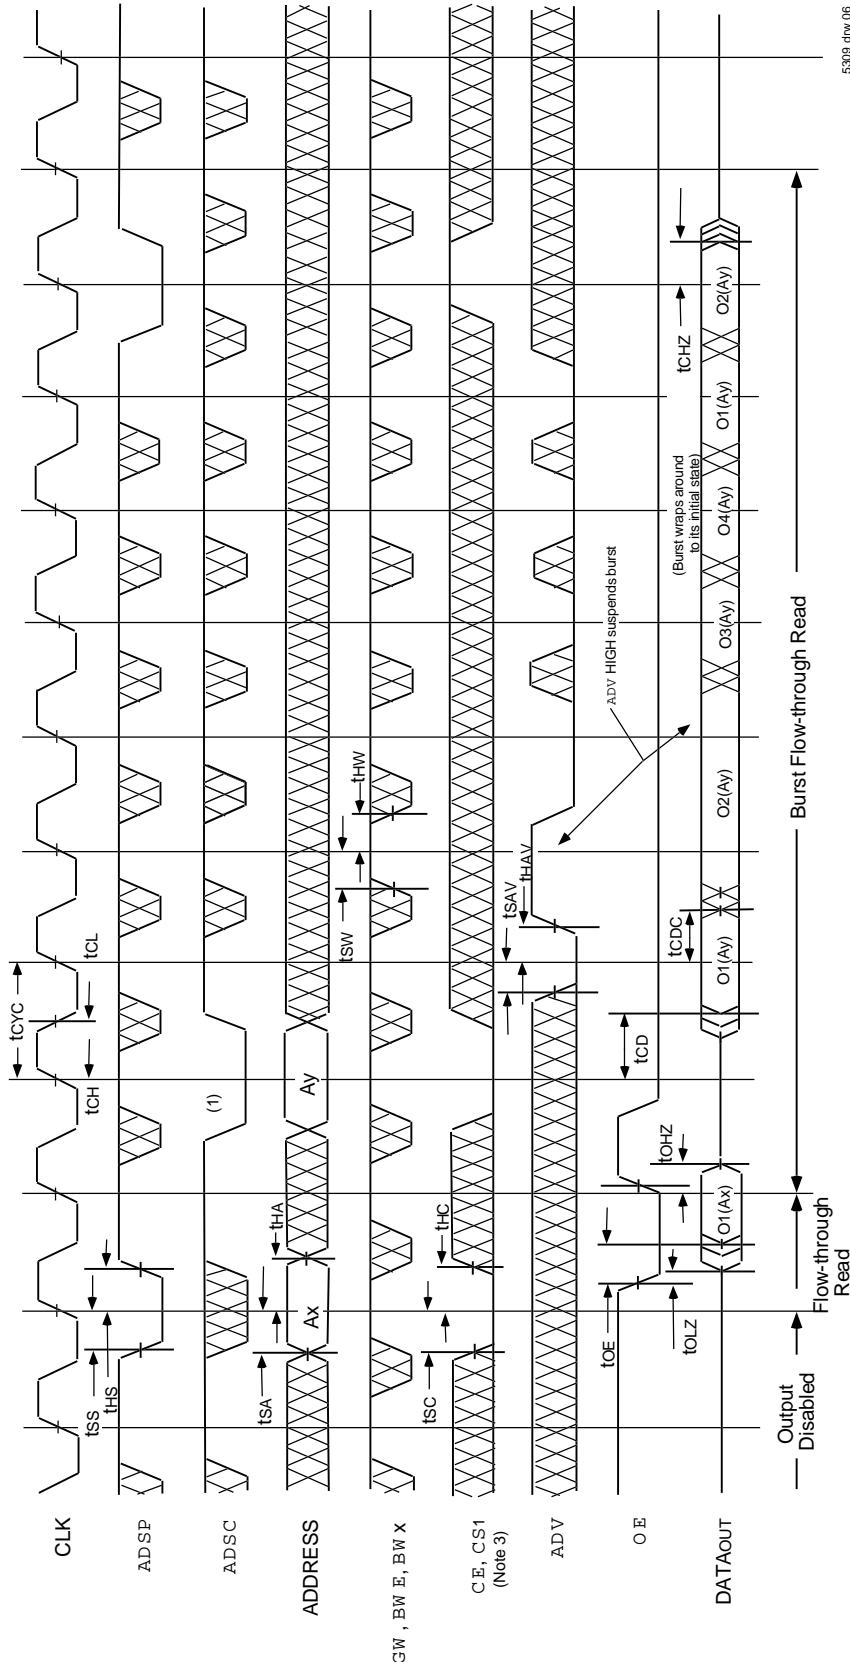 CLK
tCYC
tSS
tHS
tCH
tCL
ADSP
ADSC
(1)
ADDRESS
tSA
tHA
Ax
Ay
GW, BWE, BWx
tSW
tHW
CE, CS1
(Note 3)
tSC
tHC
ADV
tSAV
tHAV
ADV HIGH suspends burst
OE
tOE
tOHZ
tCD
tOLZ
tCDC
(Burst wraps around
to its initial state)
tCHZ
DATAOUT
O1(Ax)
O1(Ay)
O2(Ay)
O3(Ay)
O4(Ay)
O1(Ay)
O2(Ay)
Output
Disabled
Flow-through
Read
Burst Flow-through Read
5309 drw 06